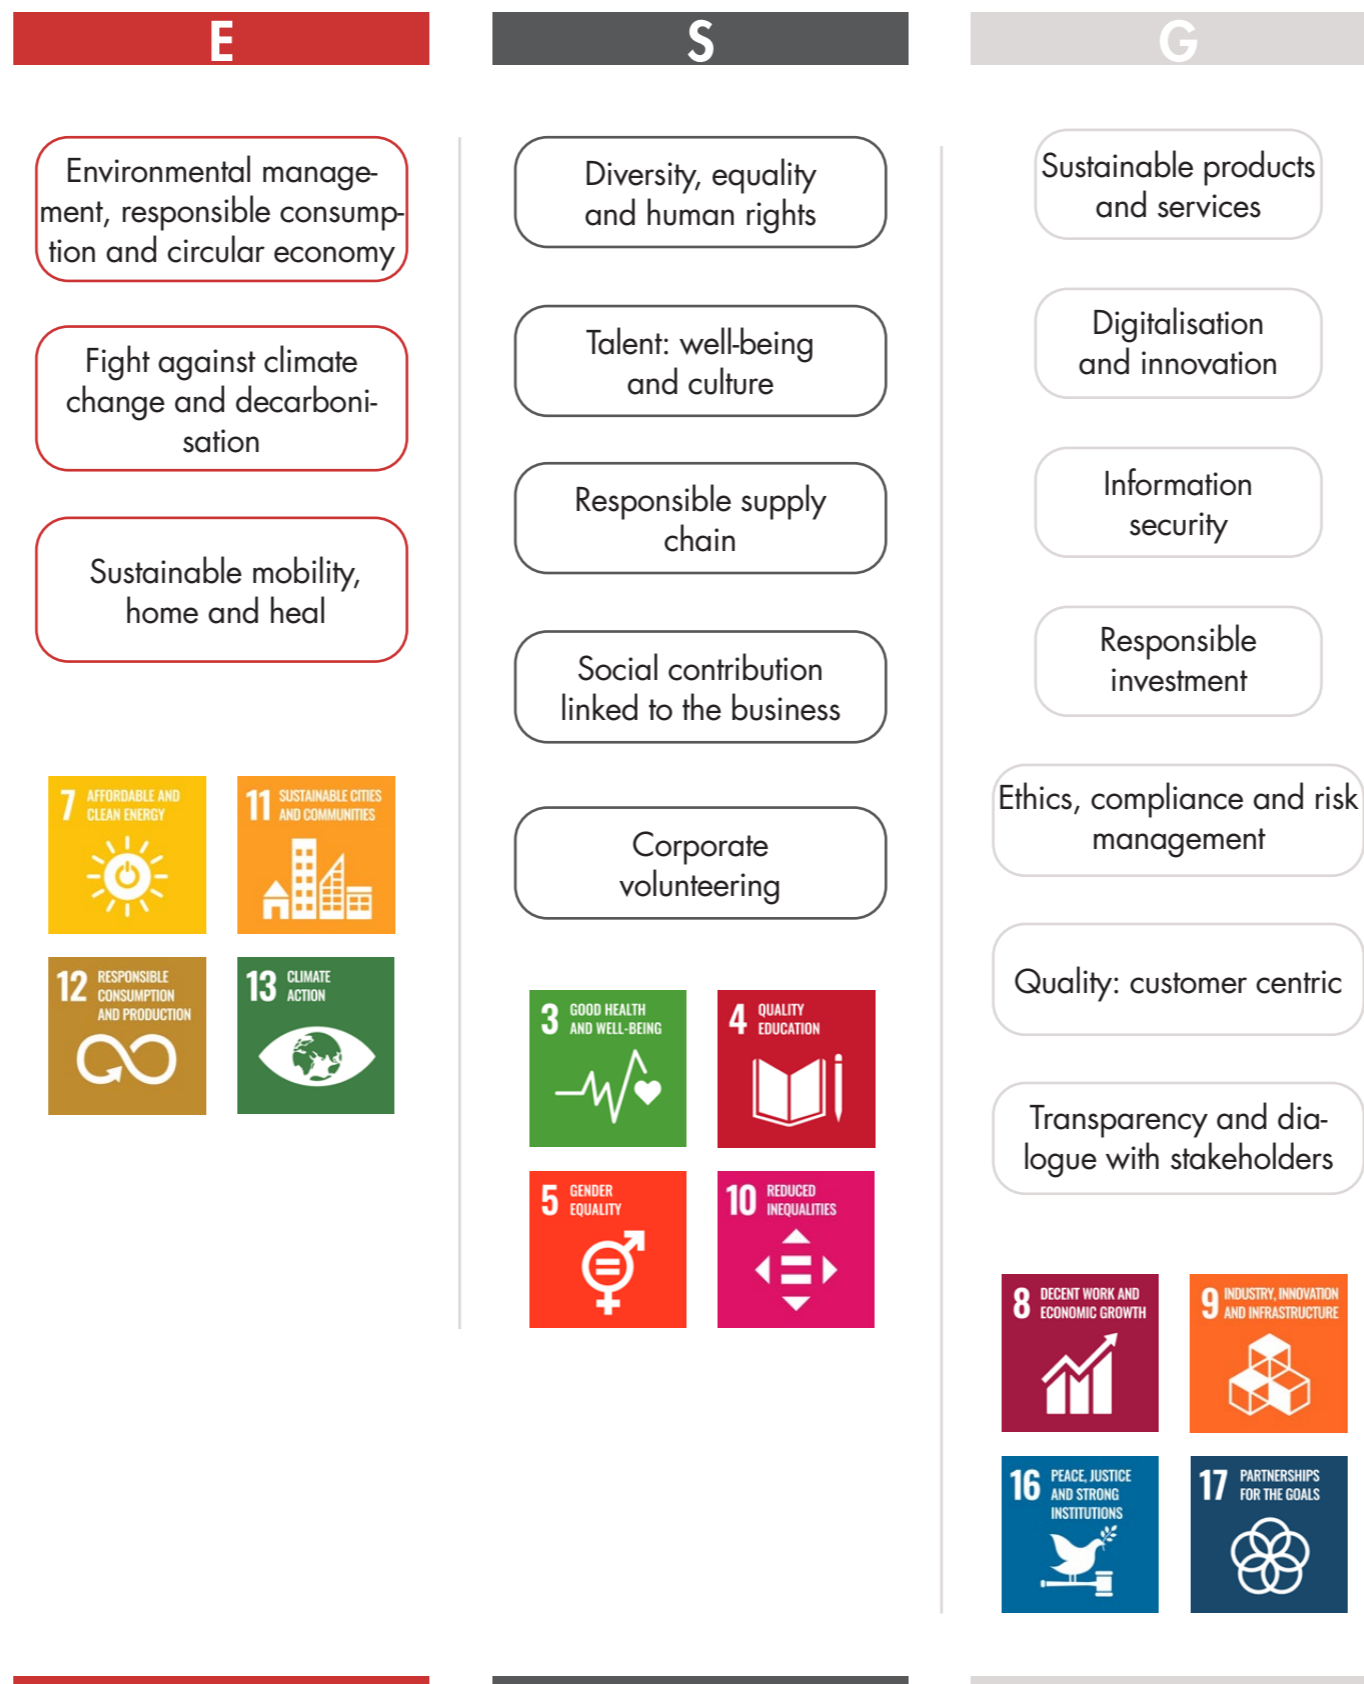 E
Environmental manage-
ment, responsible consump-
tion and circular economy
Fight against climate
change and decarboni-
sation
Sustainable mobility,
home and heal
7 AFFORDABLE AND
CLEAN ENERGY
11 SUSTAINABLE CITIES
AND COMMUNITIES
12 RESPONSIBLE
CONSUMPTION
AND PRODUCTION
13 CLIMATE
ACTION
S
Diversity, equality
and human rights
Talent: well-being
and culture
Responsible supply
chain
Social contribution
linked to the business
Corporate
volunteering
3 GOOD HEALTH
AND WELL-BEING
4 QUALITY
EDUCATION
5 GENDER
EQUALITY
10 REDUCED
INEQUALITIES
G
Sustainable products
and services
Digitalisation
and innovation
Information
security
Responsible
investment
Ethics, compliance and risk
management
Quality: customer centric
Transparency and dia-
logue with stakeholders
8 DECENT WORK AND
ECONOMIC GROWTH
9 INDUSTRY, INNOVATION
AND INFRASTRUCTURE
16 PEACE, JUSTICE
AND STRONG
INSTITUTIONS
17 PARTNERSHIPS
FOR THE GOALS